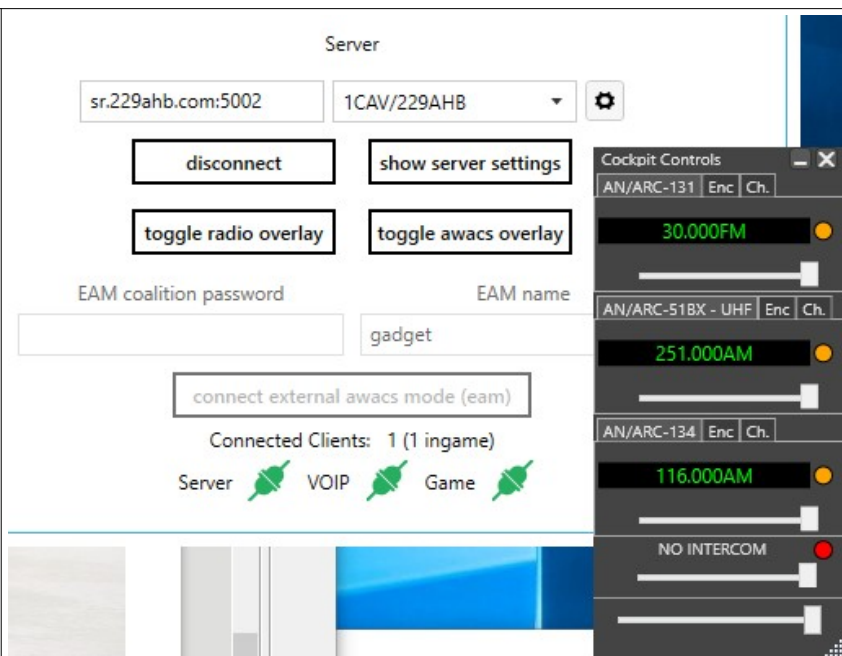 Server
sr.229ahb.com:5002 1CAV/229AHB
disconnect show server settings
toggle radio overlay toggle awacs overlay
EAM coalition password EAM name
gadget
connect external awacs mode (eam)
Connected Clients: 1 (1 ingame)
Server VOIP Game
Cockpit Controls
AN/ARC-131 Enc Ch.
30.000FM
AN/ARC-51BX - UHF Enc Ch.
251.000AM
AN/ARC-134 Enc Ch.
116.000AM
NO INTERCOM